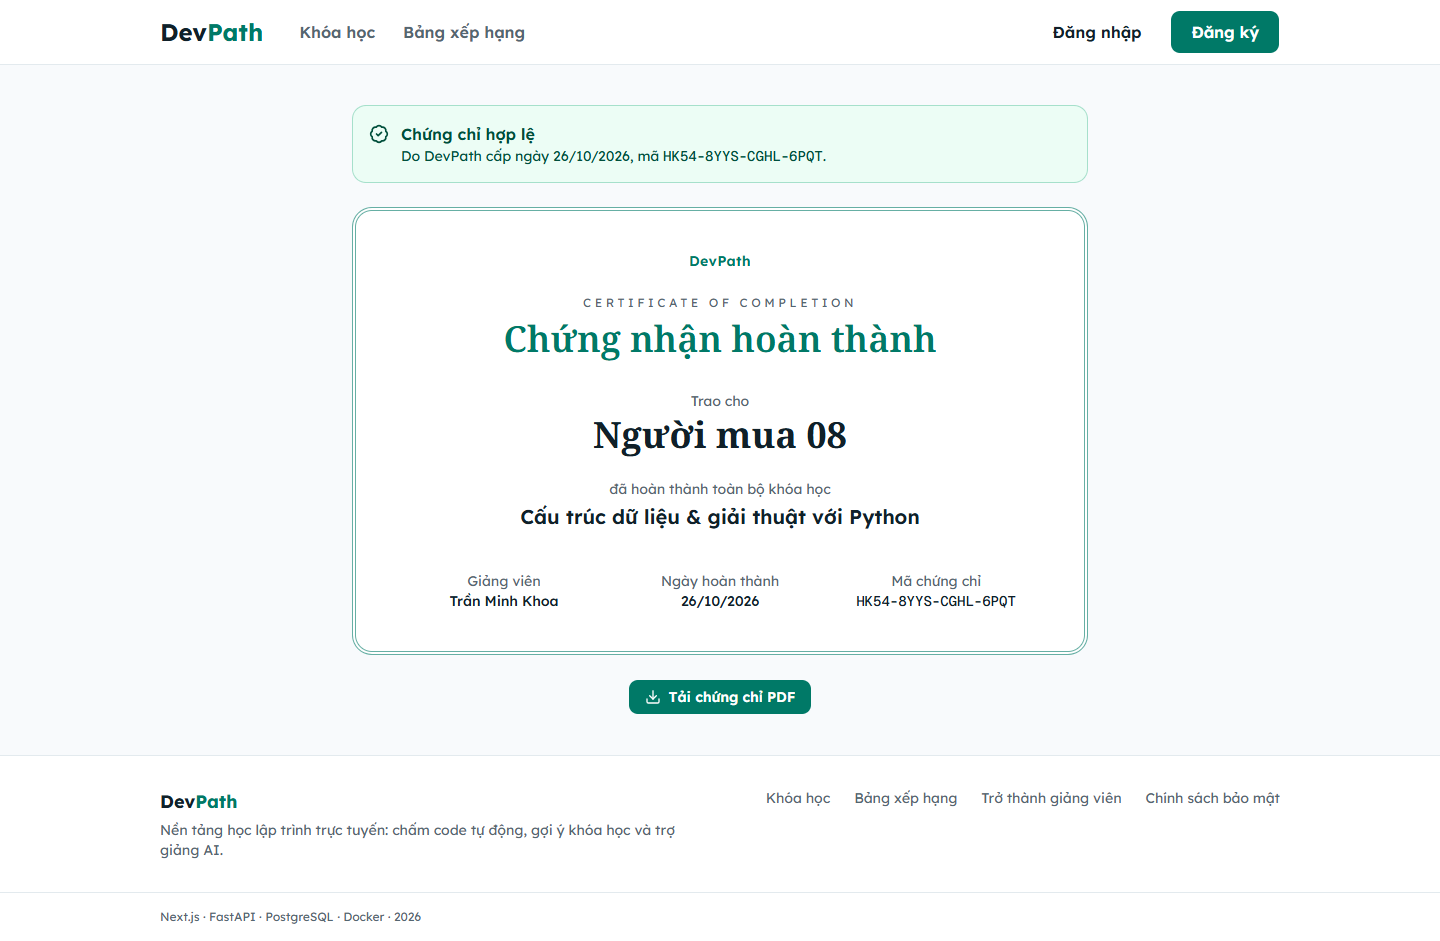 DevPath Khóa học Bảng xếp hạng Đăng nhập Đăng ký
Chứng chỉ hợp lệ
Do DevPath cấp ngày 26/10/2026, mã HK54-8YYS-CGHL-6PQT.
DevPath
CERTIFICATE OF COMPLETION
Chứng nhận hoàn thành
Trao cho
Người mua 08
đã hoàn thành toàn bộ khóa học
Cấu trúc dữ liệu & giải thuật với Python
Giảng viên Ngày hoàn thành Mã chứng chỉ
Trần Minh Khoa 26/10/2026 HK54-8YYS-CGHL-6PQT
Tải chứng chỉ PDF
DevPath Khóa học Bảng xếp hạng Trở thành giảng viên Chính sách bảo mật
Nền tảng học lập trình trực tuyến: chấm code tự động, gợi ý khóa học và trợ
giảng AI.
Next.js · FastAPI · PostgreSQL · Docker · 2026